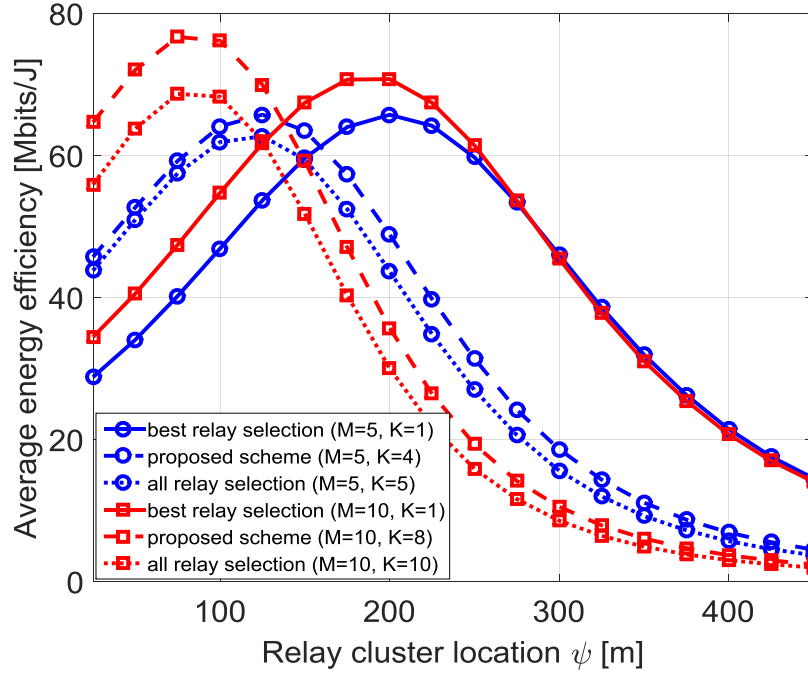 80
60
40
20
0
Average energy efficiency [Mbits/J]
best relay selection (M=5, K=1)
proposed scheme (M=5, K=4)
all relay selection (M=5, K=5)
best relay selection (M=10, K=1)
proposed scheme (M=10, K=8)
all relay selection (M=10, K=10)
100 200 300 400
Relay cluster location ψ [m]